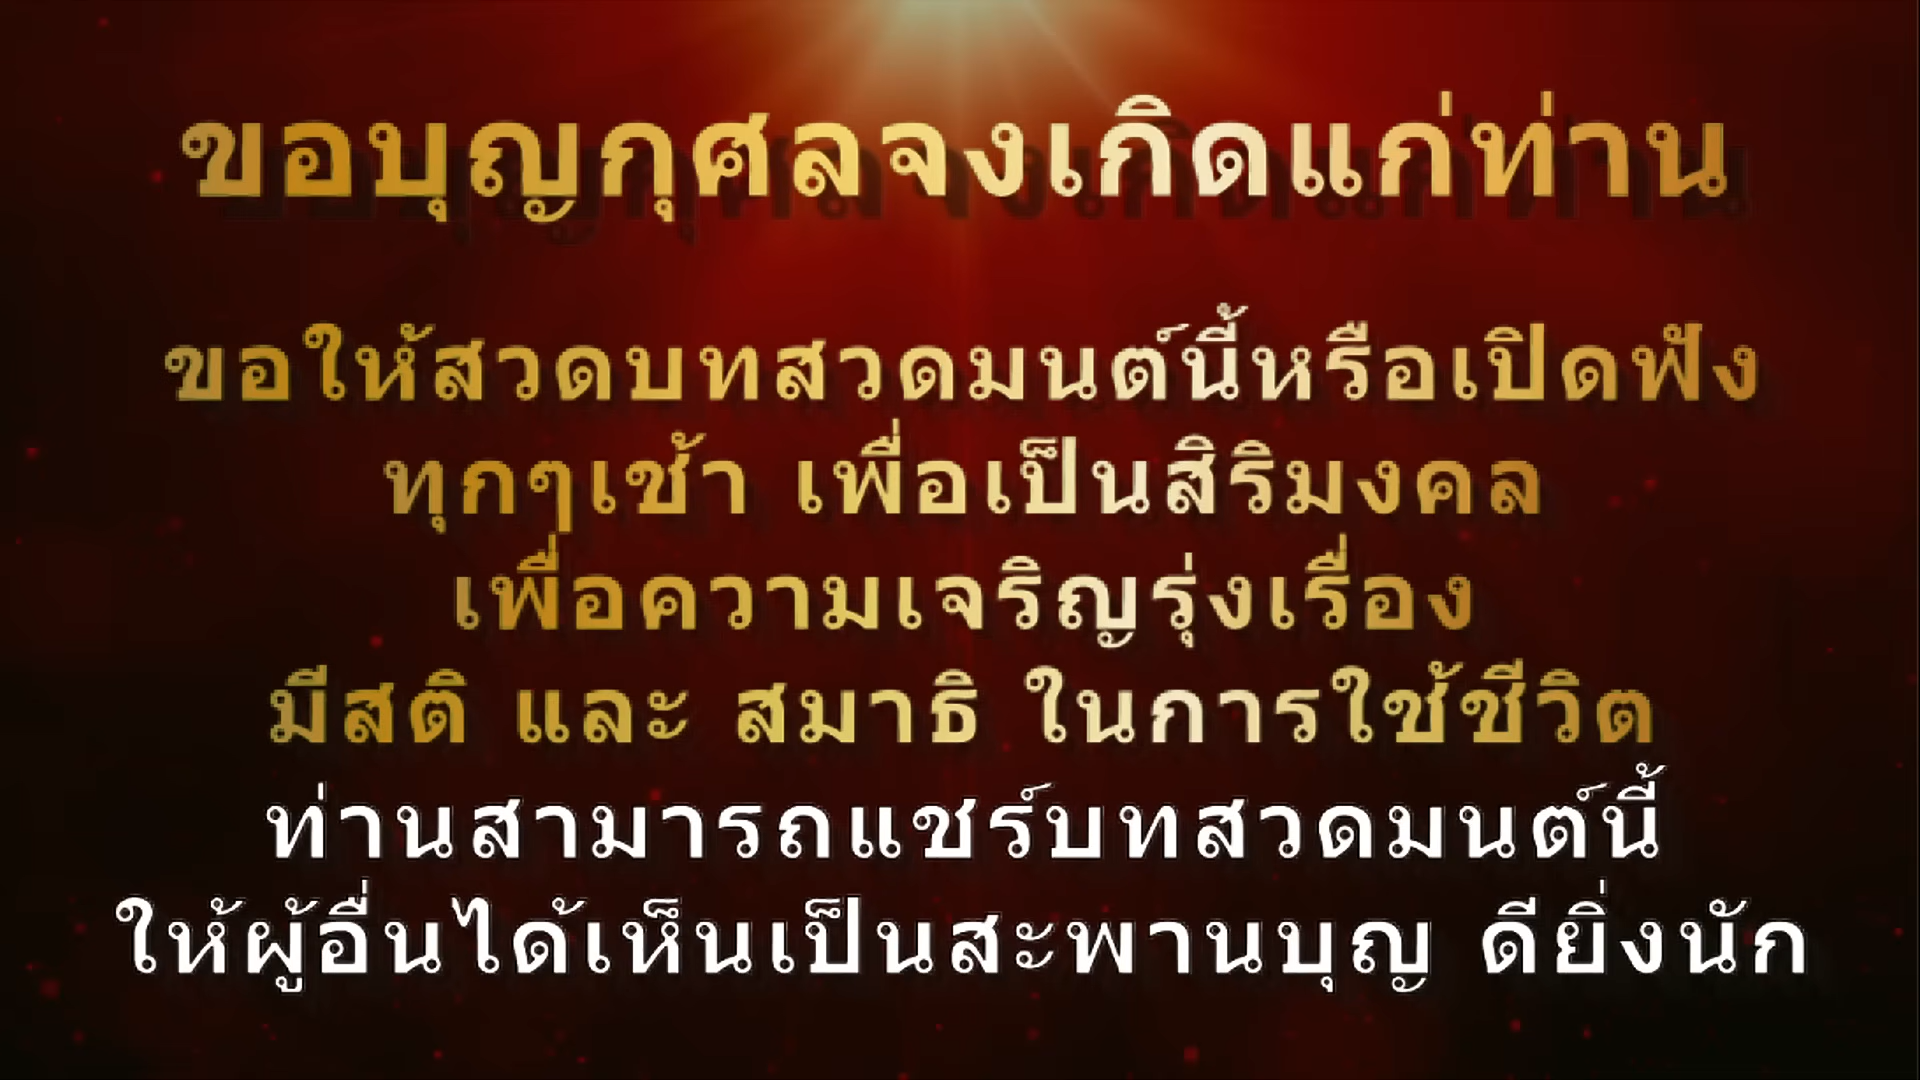 ขอบุญกุศลจงเกิดแก่ท่าน
ขอให้สวดบทสวดมนต์นี้หรือเปิดฟัง
ทุกๆเช้า เพื่อเป็นสิริมงคล
เพื่อความเจริญรุ่งเรื่อง
มีสติ และ สมาธิ ในการใช้ชีวิต
ท่านสามารถแชร์บทสวดมนต์นี้
ให้ผู้อื่นได้เห็นเป็นสะพานบุญ ดียิ่งนัก